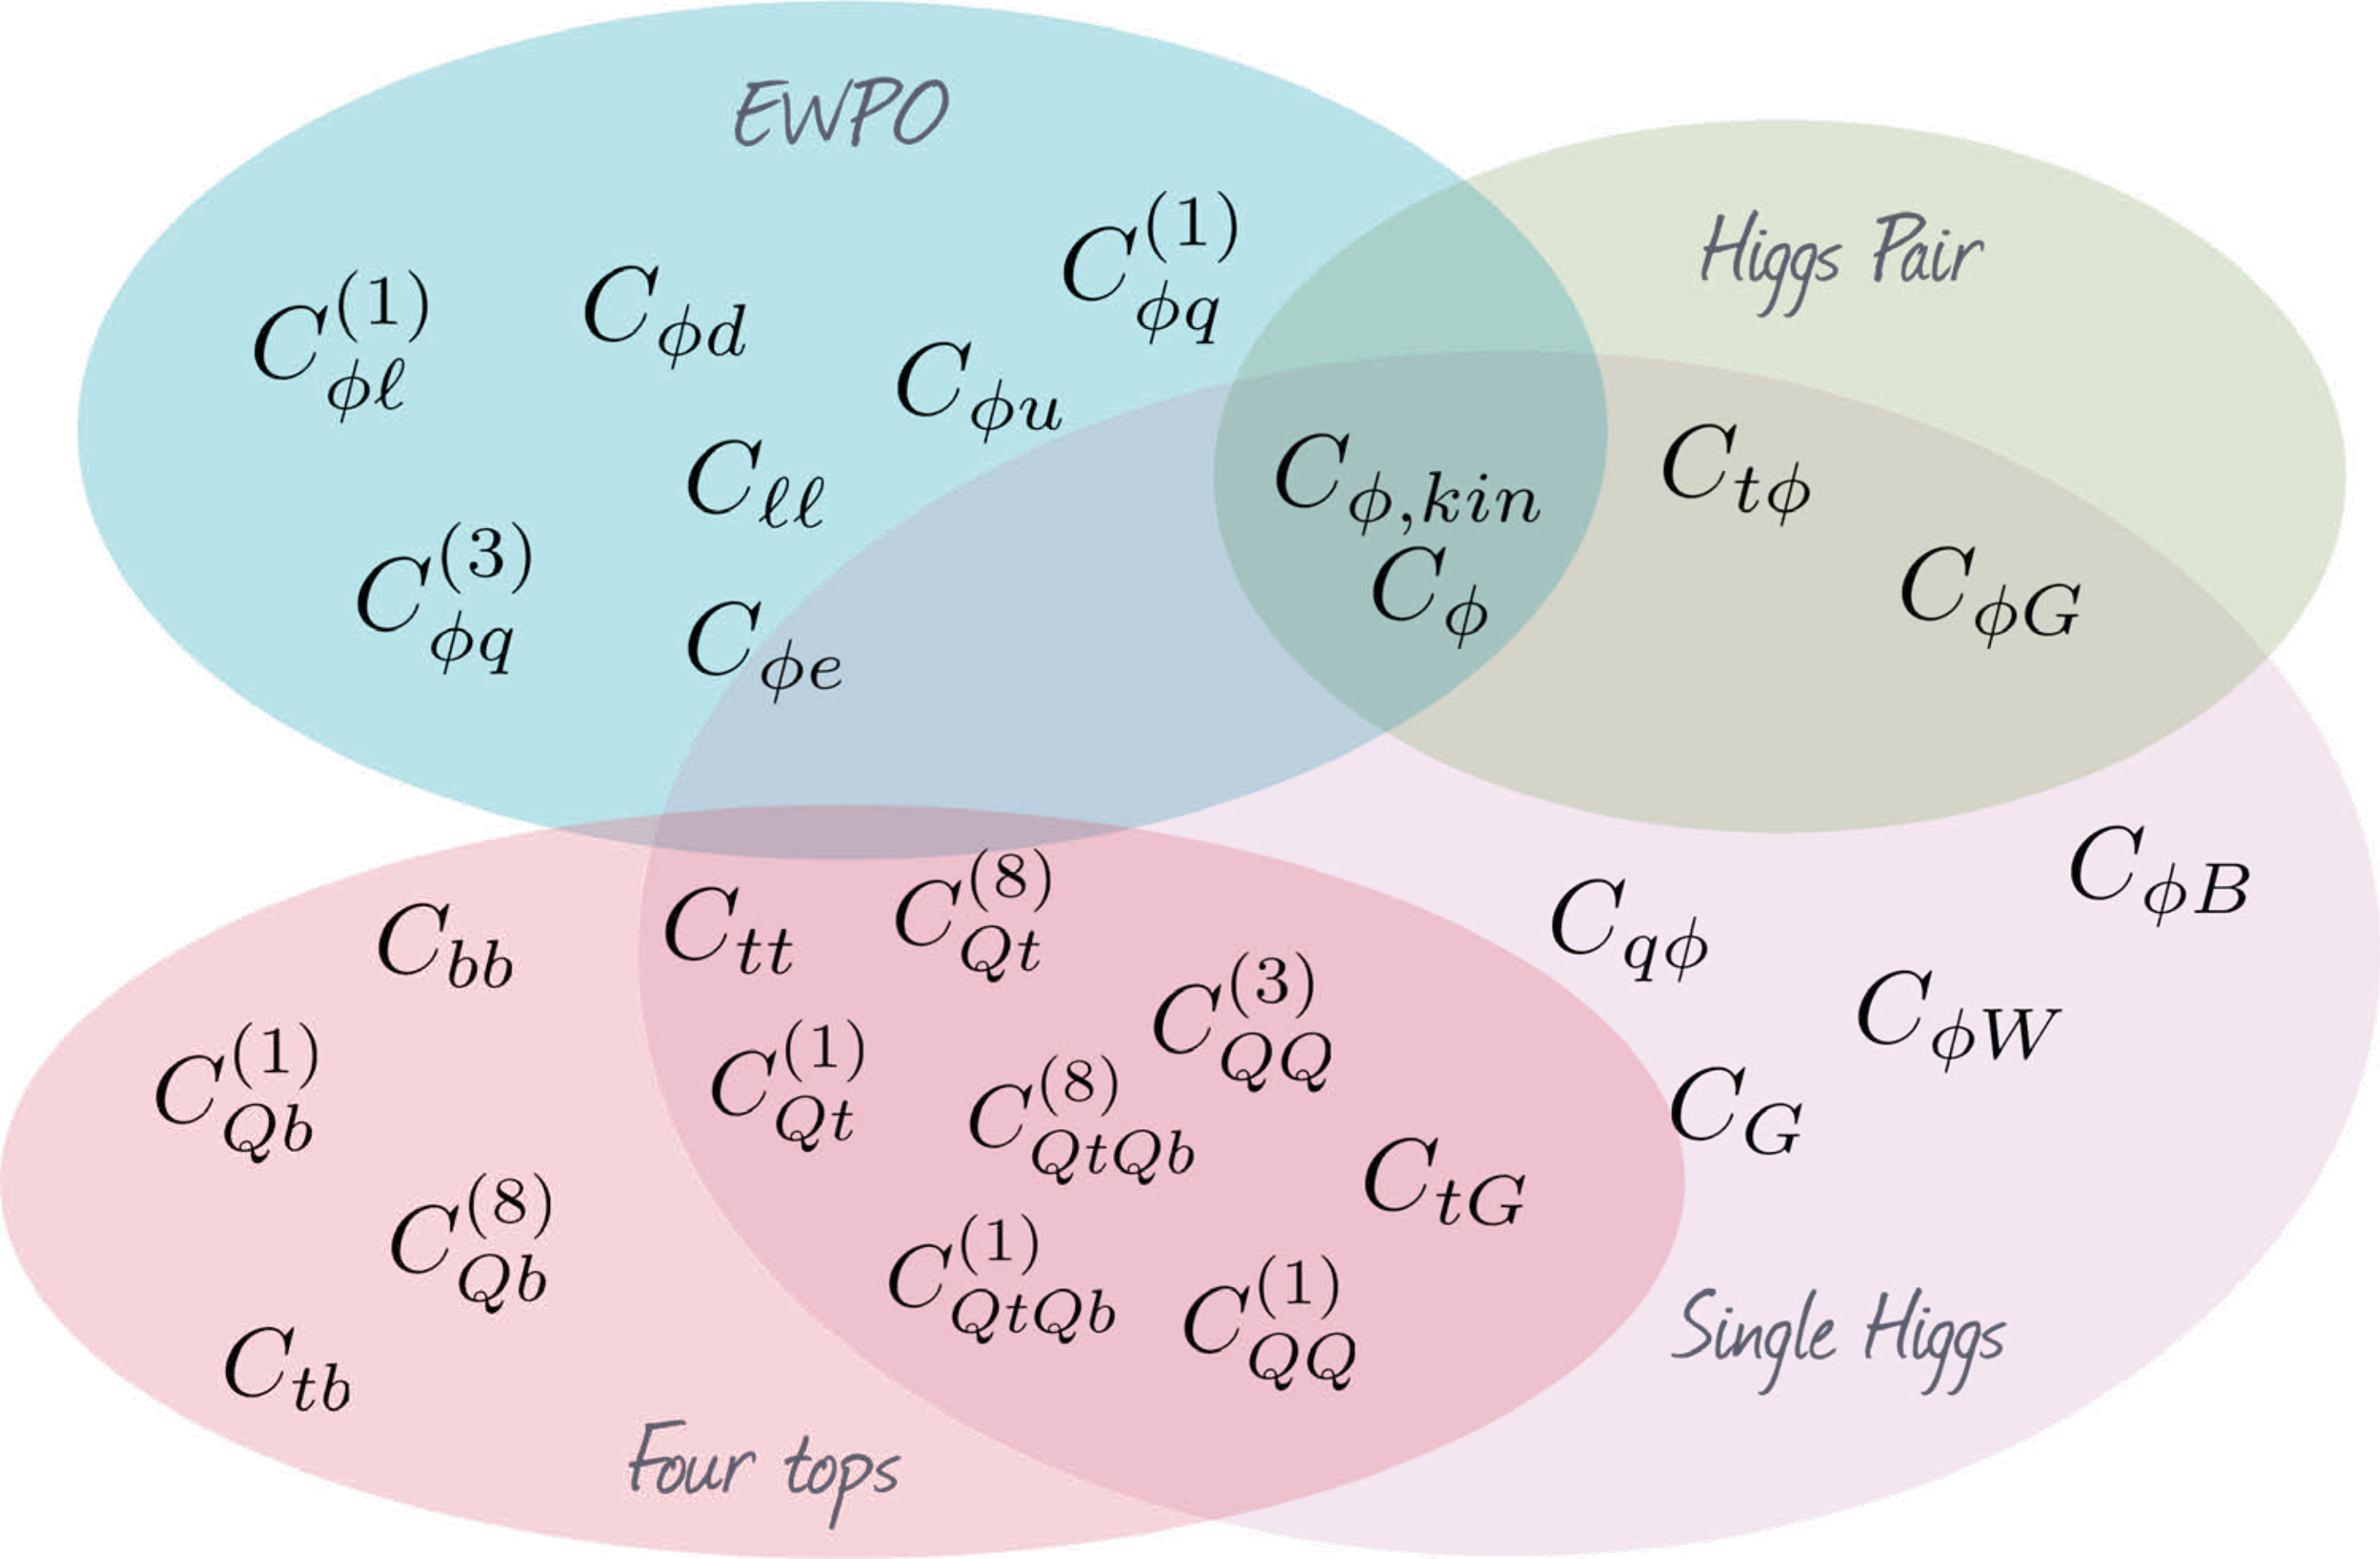 EWPO
Higgs Pair
$C_{\phi \ell}^{(1)}$
$C_{\phi d}$
$C_{\phi q}^{(1)}$
$C_{\phi u}$
$C_{\ell\ell}$
$C_{\phi q}^{(3)}$
$C_{\phi e}$
$C_{\phi,kin}$
$C_{\phi}$
$C_{t\phi}$
$C_{\phi G}$
$C_{bb}$
$C_{tt}$
$C_{Qt}^{(8)}$
$C_{QQ}^{(3)}$
$C_{q\phi}$
$C_{\phi B}$
$C_{\phi W}$
$C_{Qb}^{(1)}$
$C_{Qt}^{(1)}$
$C_{QtQb}^{(8)}$
$C_{G}$
$C_{tG}$
$C_{Qb}^{(8)}$
$C_{QtQb}^{(1)}$
$C_{QQ}^{(1)}$
$C_{tb}$
Single Higgs
Four tops